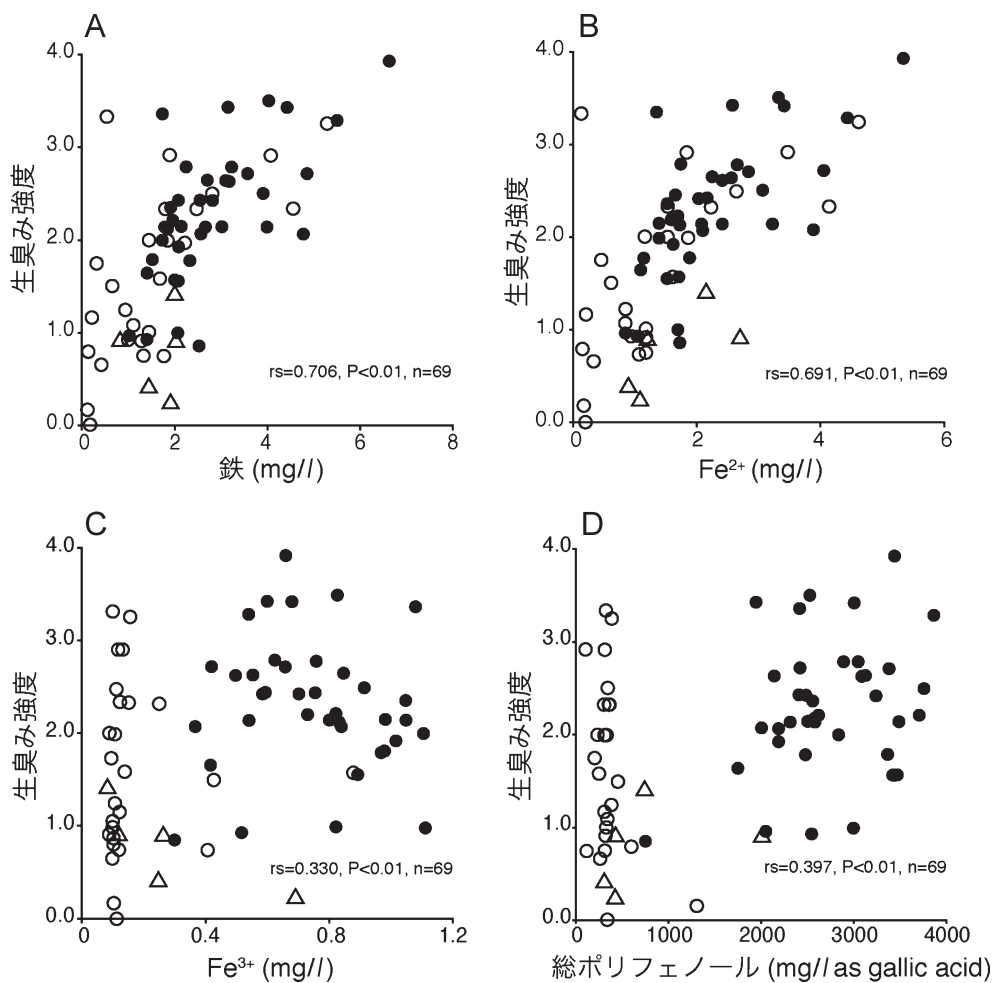 A
4.0
3.0
2.0
1.0
0.0
生臭み強度
rs=0.706, P<0.01, n=69
0 2 4 6 8
鉄 (mg/l)
B
4.0
3.0
2.0
1.0
0.0
生臭み強度
rs=0.691, P<0.01, n=69
0 2 4 6
Fe²⁺ (mg/l)
C
4.0
3.0
2.0
1.0
0.0
生臭み強度
rs=0.330, P<0.01, n=69
0 0.4 0.8 1.2
Fe³⁺ (mg/l)
D
4.0
3.0
2.0
1.0
0.0
生臭み強度
rs=0.397, P<0.01, n=69
0 1000 2000 3000 4000
総ポリフェノール (mg/l as gallic acid)